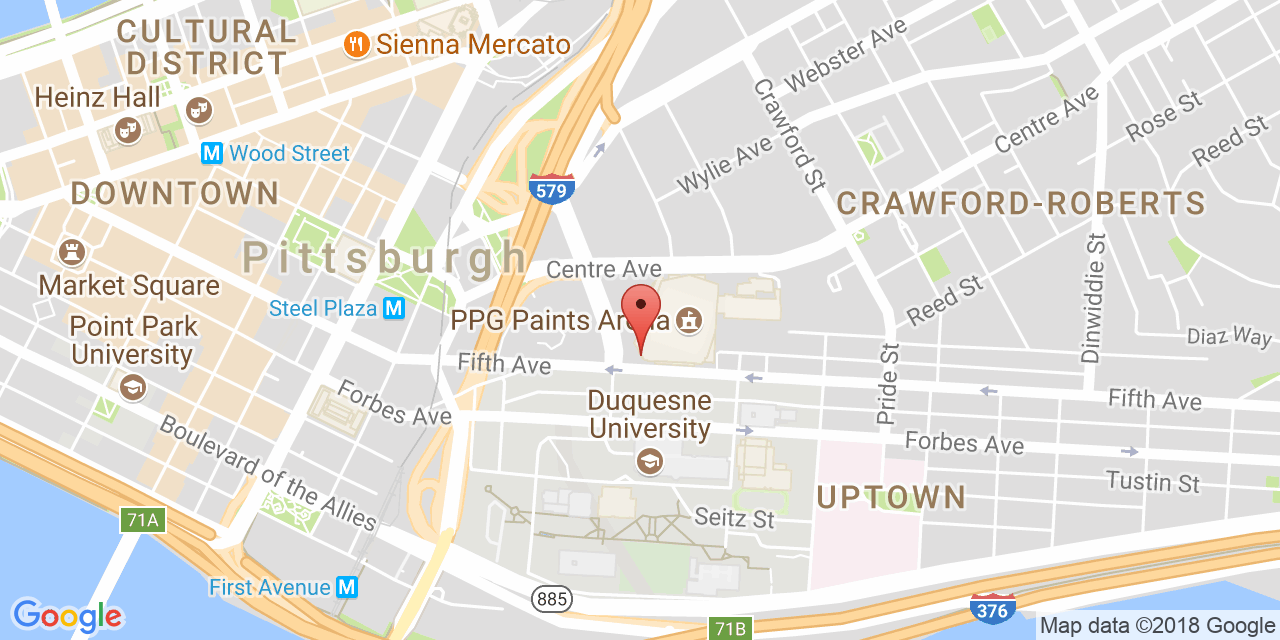 CULTURAL
DISTRICT
Sienna Mercato
Heinz Hall
Wood Street
M
DOWNTOWN
579
Webster Ave
Crawford St
Wylie Ave
Centre Ave
Rose St
Reed St
CRAWFORD-ROBERTS
Pittsburgh
Centre Ave
Market Square
Steel Plaza M
Point Park
University
PPG Paints Arena
Reed St
Dinwiddie St
Diaz Way
Fifth Ave
Pride St
Fifth Ave
Forbes Ave
Duquesne
University
Forbes Ave
Boulevard of the Allies
Tustin St
UPTOWN
Seitz St
71A
First Avenue M
885
376
71B
Google
Map data ©2018 Google